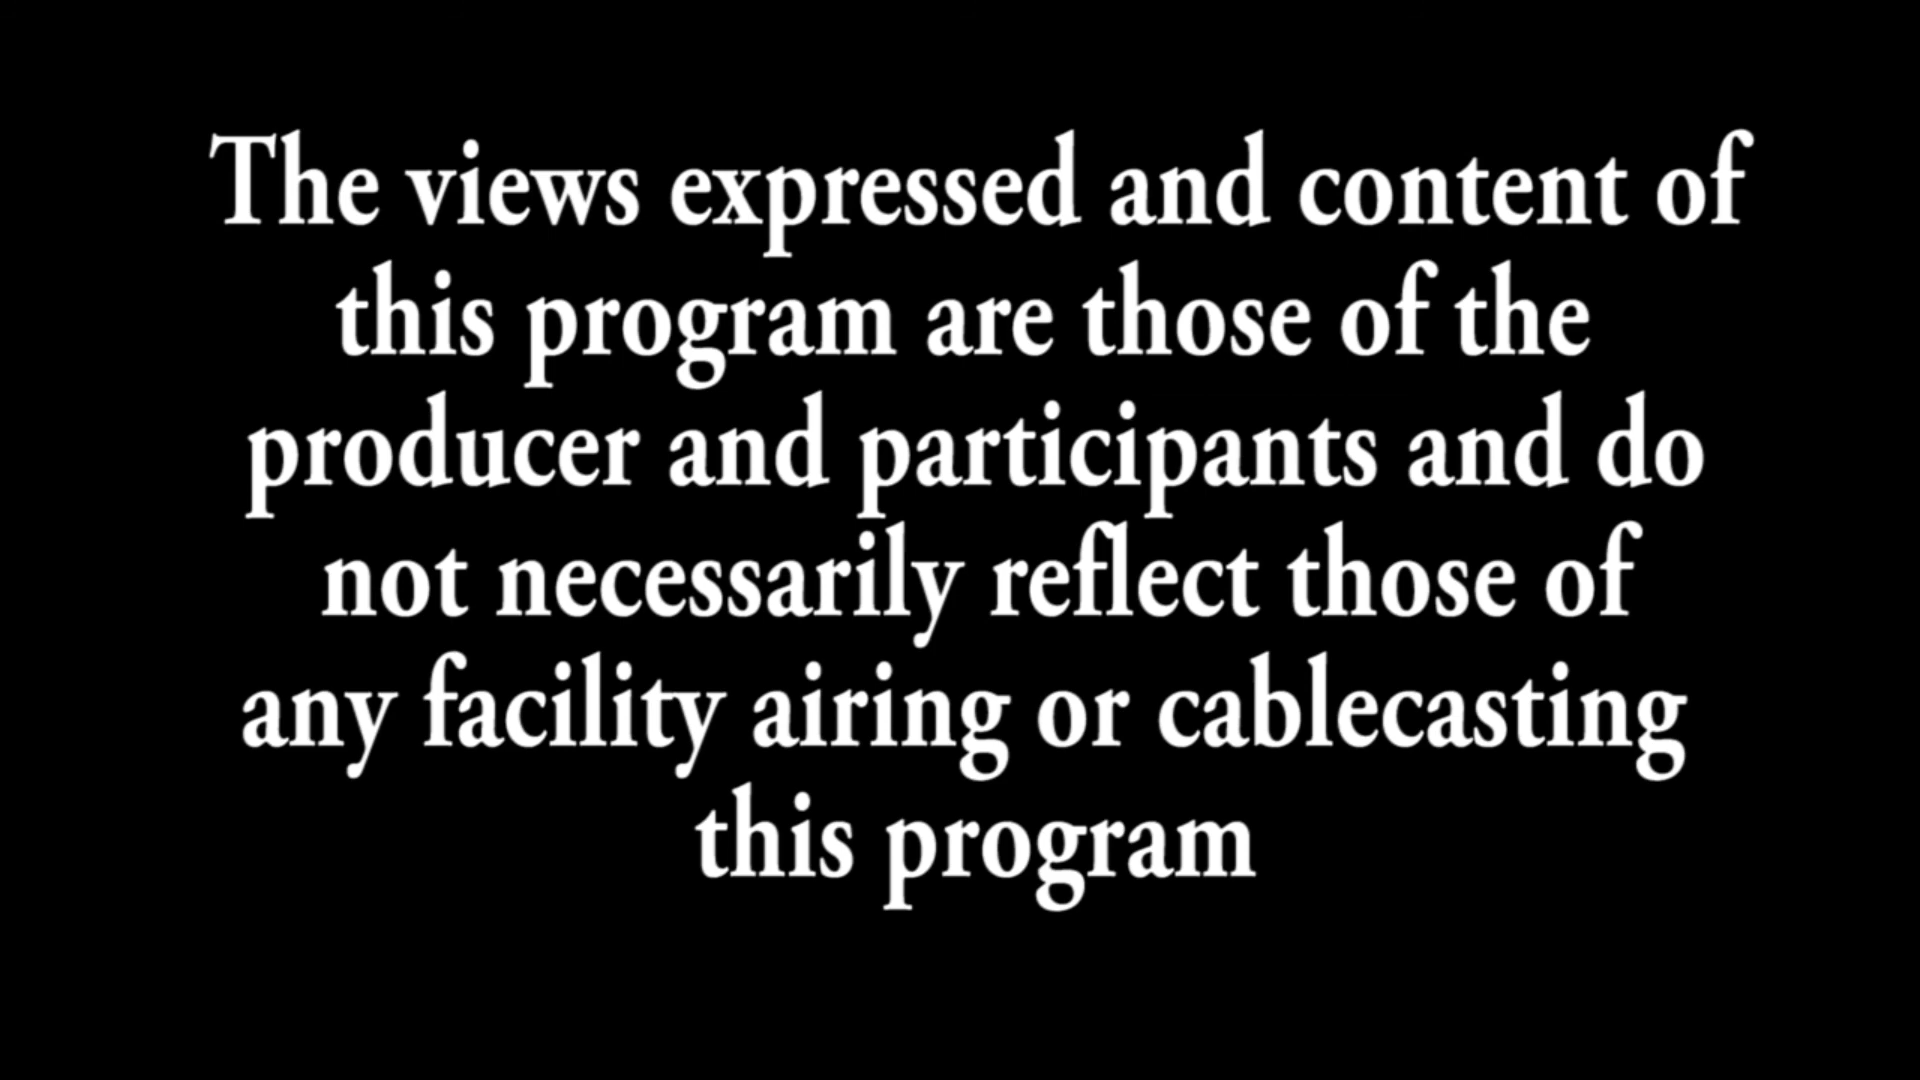 The views expressed and content of
this program are those of the
producer and participants and do
not necessarily reflect those of
any facility airing or cablecasting
this program